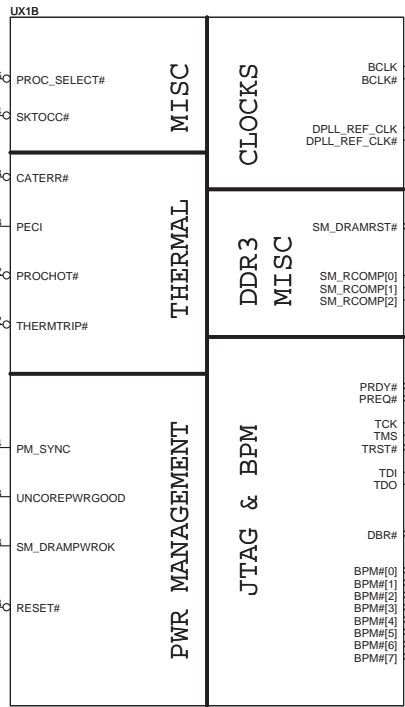 UX1B
MISC
PROC_SELECT#
SKTOCC#
THERMAL
CATERR#
PECI
PROCHOT#
THERMTRIP#
PWR MANAGEMENT
PM_SYNC
UNCOREPWRGOOD
SM_DRAMPWROK
RESET#
CLOCKS
BCLK
BCLK#
DPLL_REF_CLK
DPLL_REF_CLK#
DDR3
MISC
SM_DRAMRST#
SM_RCOMP[0]
SM_RCOMP[1]
SM_RCOMP[2]
JTAG & BPM
PRDY#
PREQ#
TCK
TMS
TRST#
TDI
TDO
DBR#
BPM#[0]
BPM#[1]
BPM#[2]
BPM#[3]
BPM#[4]
BPM#[5]
BPM#[6]
BPM#[7]